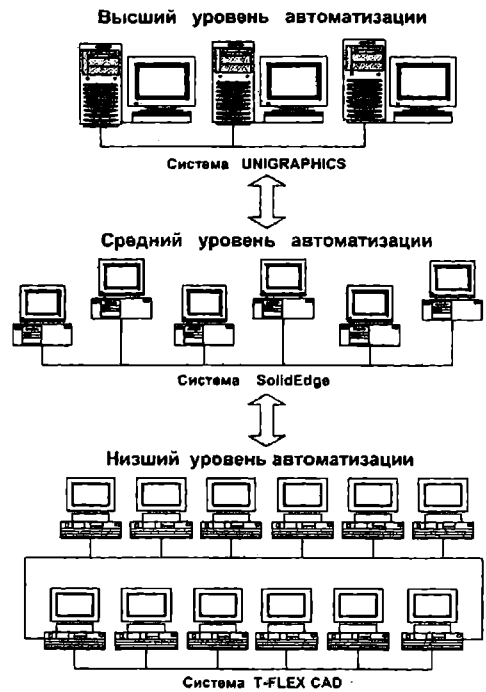 Высший уровень автоматизации
Система UNIGRAPHICS
Средний уровень автоматизации
Система SolidEdge
Низший уровень автоматизации
Система T-FLEX CAD